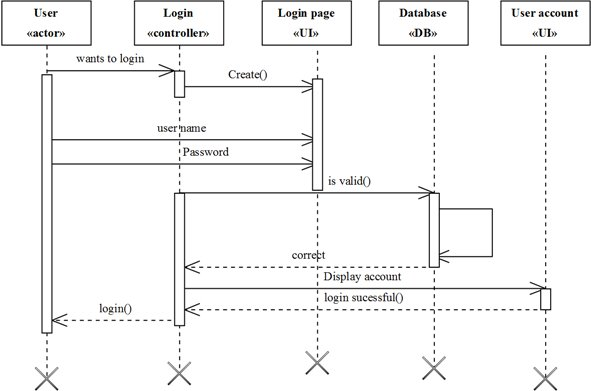 User
«actor»
Login
«controller»
Login page
«UI»
Database
«DB»
User account
«UI»
wants to login
Create()
user name
Password
is valid()
correct
Display account
login sucessful()
login()